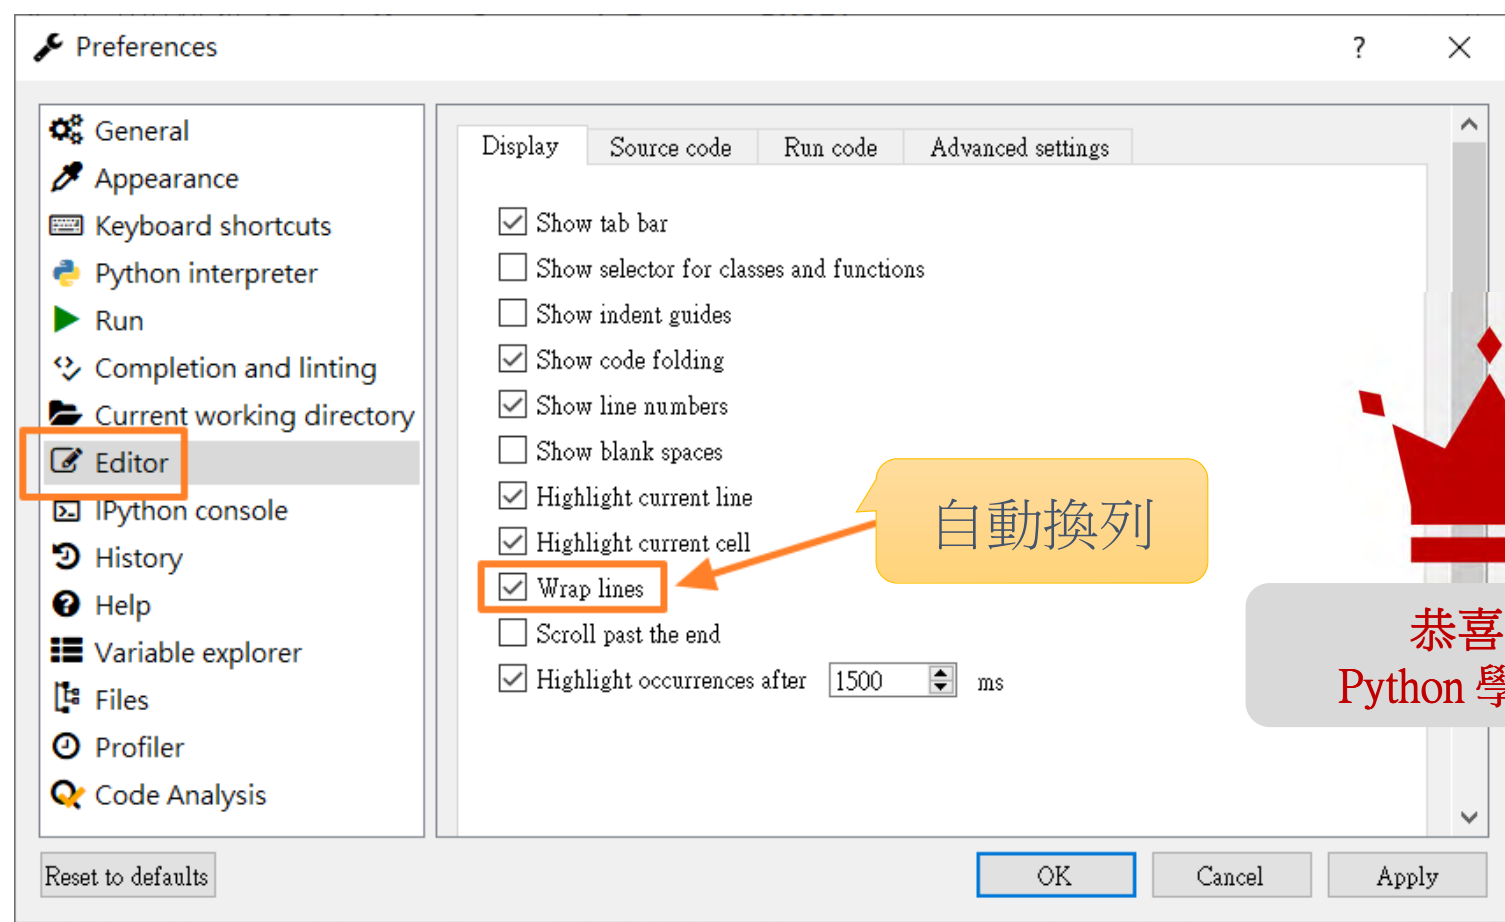 Preferences
?
General
Appearance
Keyboard shortcuts
Python interpreter
Run
Completion and linting
Current working directory
Editor
IPython console
History
Help
Variable explorer
Files
Profiler
Code Analysis
Display Source code Run code Advanced settings
Show tab bar
Show selector for classes and functions
Show indent guides
Show code folding
Show line numbers
Show blank spaces
Highlight current line
Highlight current cell
Wrap lines
Scroll past the end
Highlight occurrences after 1500 ms
自動換列
恭喜
Python 學
Reset to defaults
OK Cancel Apply